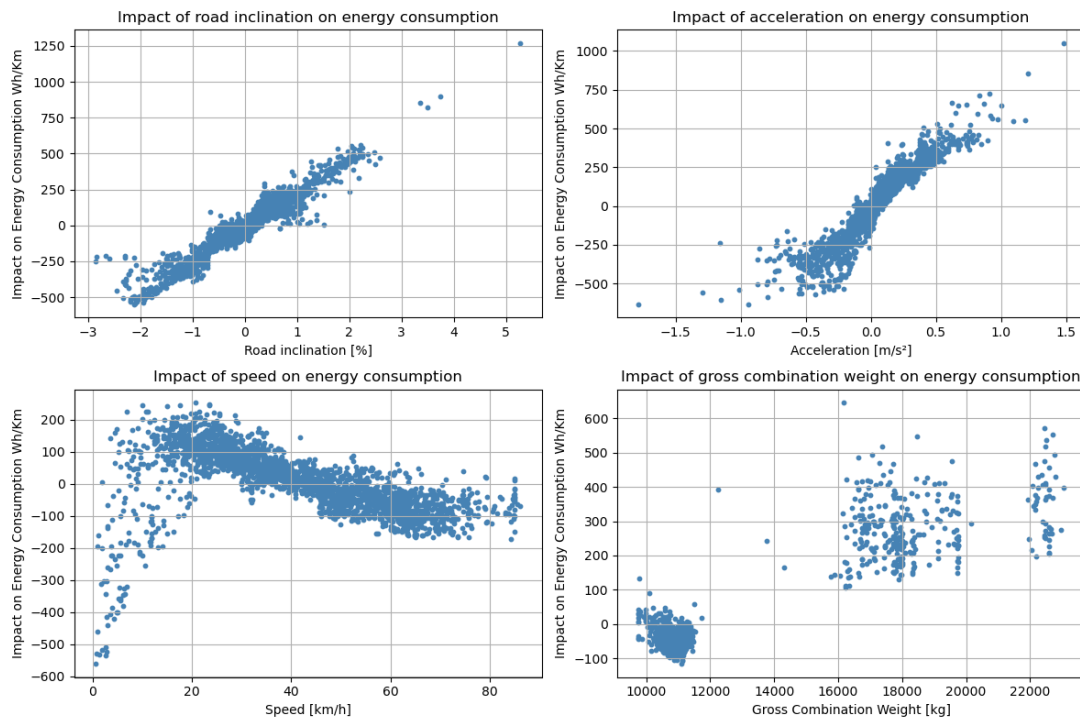 Impact of road inclination on energy consumption
Impact on Energy Consumption Wh/Km
1250
1000
750
500
250
0
−250
−500
−3 −2 −1 0 1 2 3 4 5
Road inclination [%]
Impact of acceleration on energy consumption
Impact on Energy Consumption Wh/Km
1000
750
500
250
0
−250
−500
−1.5 −1.0 −0.5 0.0 0.5 1.0 1.5
Acceleration [m/s²]
Impact of speed on energy consumption
Impact on Energy Consumption Wh/Km
200
100
0
−100
−200
−300
−400
−500
−600
0 20 40 60 80
Speed [km/h]
Impact of gross combination weight on energy consumption
Impact on Energy Consumption Wh/Km
600
500
400
300
200
100
0
−100
10000 12000 14000 16000 18000 20000 22000
Gross Combination Weight [kg]